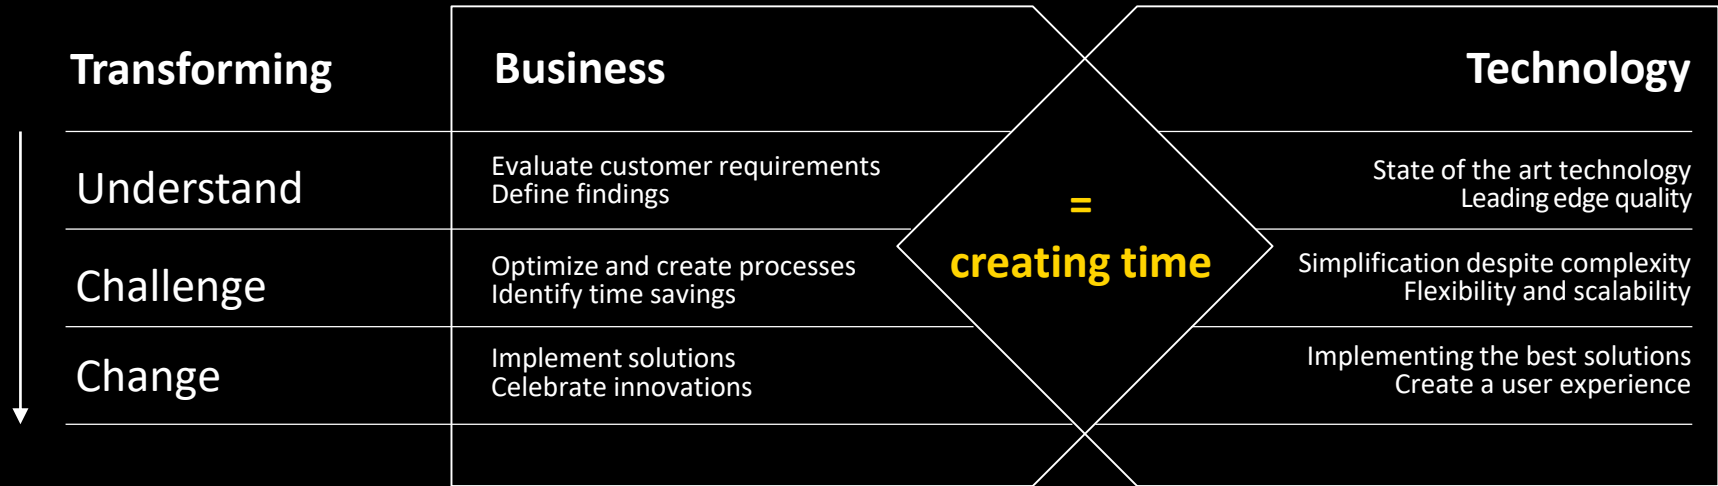 Transforming
Business
Technology
Understand
Evaluate customer requirements
Define findings
State of the art technology
Leading edge quality
=
creating time
Challenge
Optimize and create processes
Identify time savings
Simplification despite complexity
Flexibility and scalability
Change
Implement solutions
Celebrate innovations
Implementing the best solutions
Create a user experience